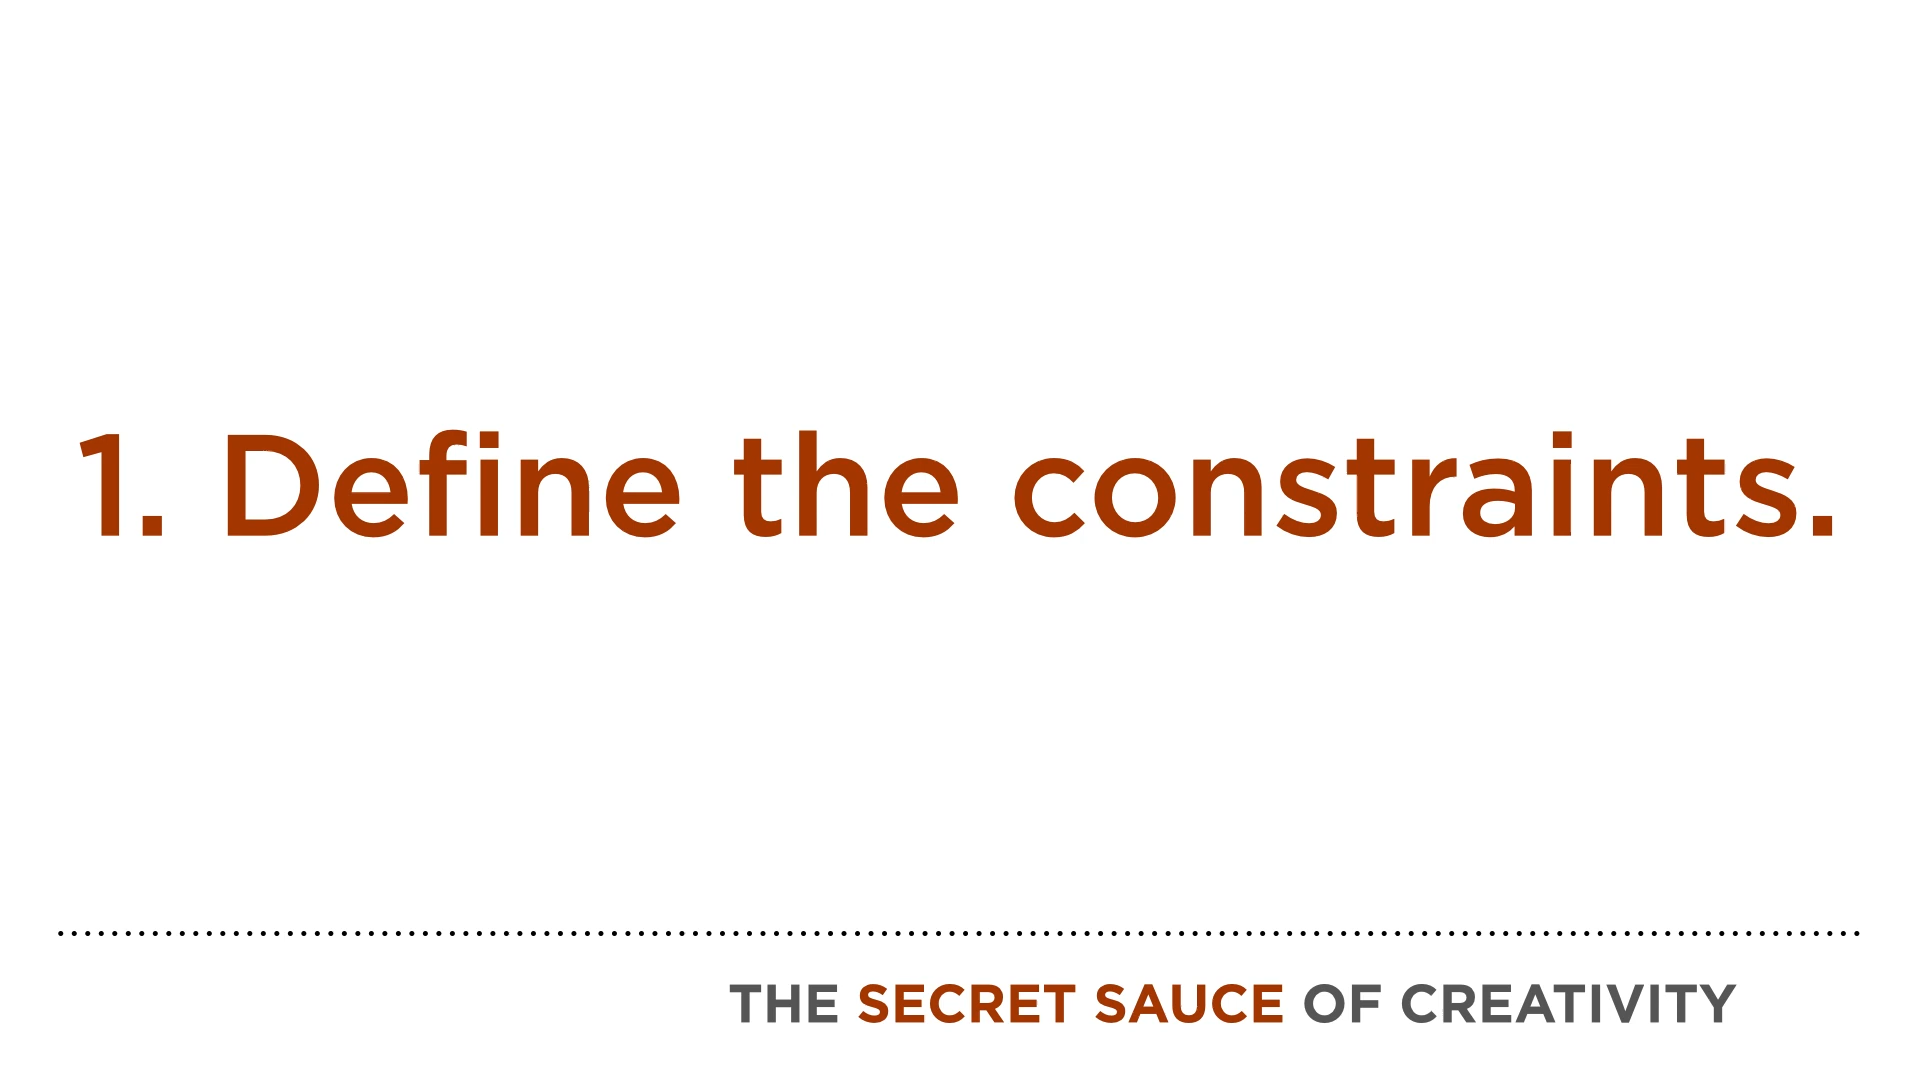 1. Define the constraints.
THE SECRET SAUCE OF CREATIVITY